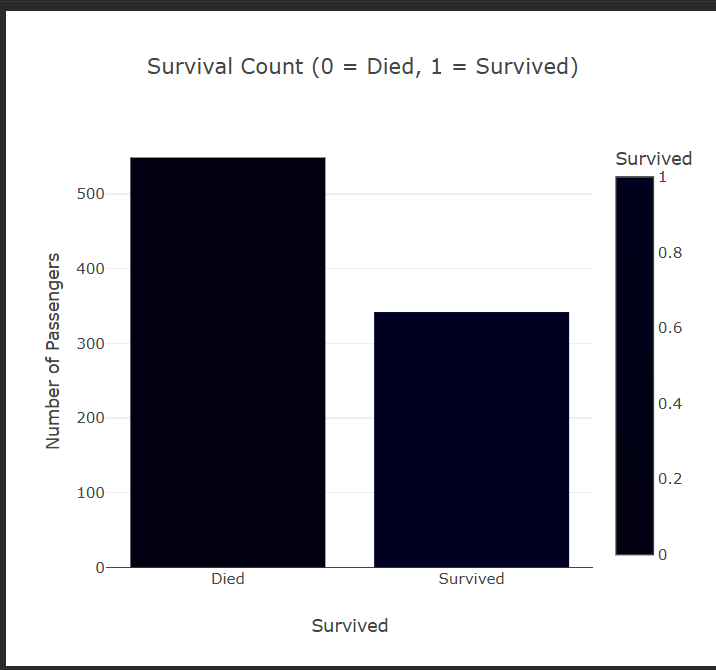 Survival Count (0 = Died, 1 = Survived)
Number of Passengers
500
400
300
200
100
0
Died
Survived
Survived
Survived
1
0.8
0.6
0.4
0.2
0